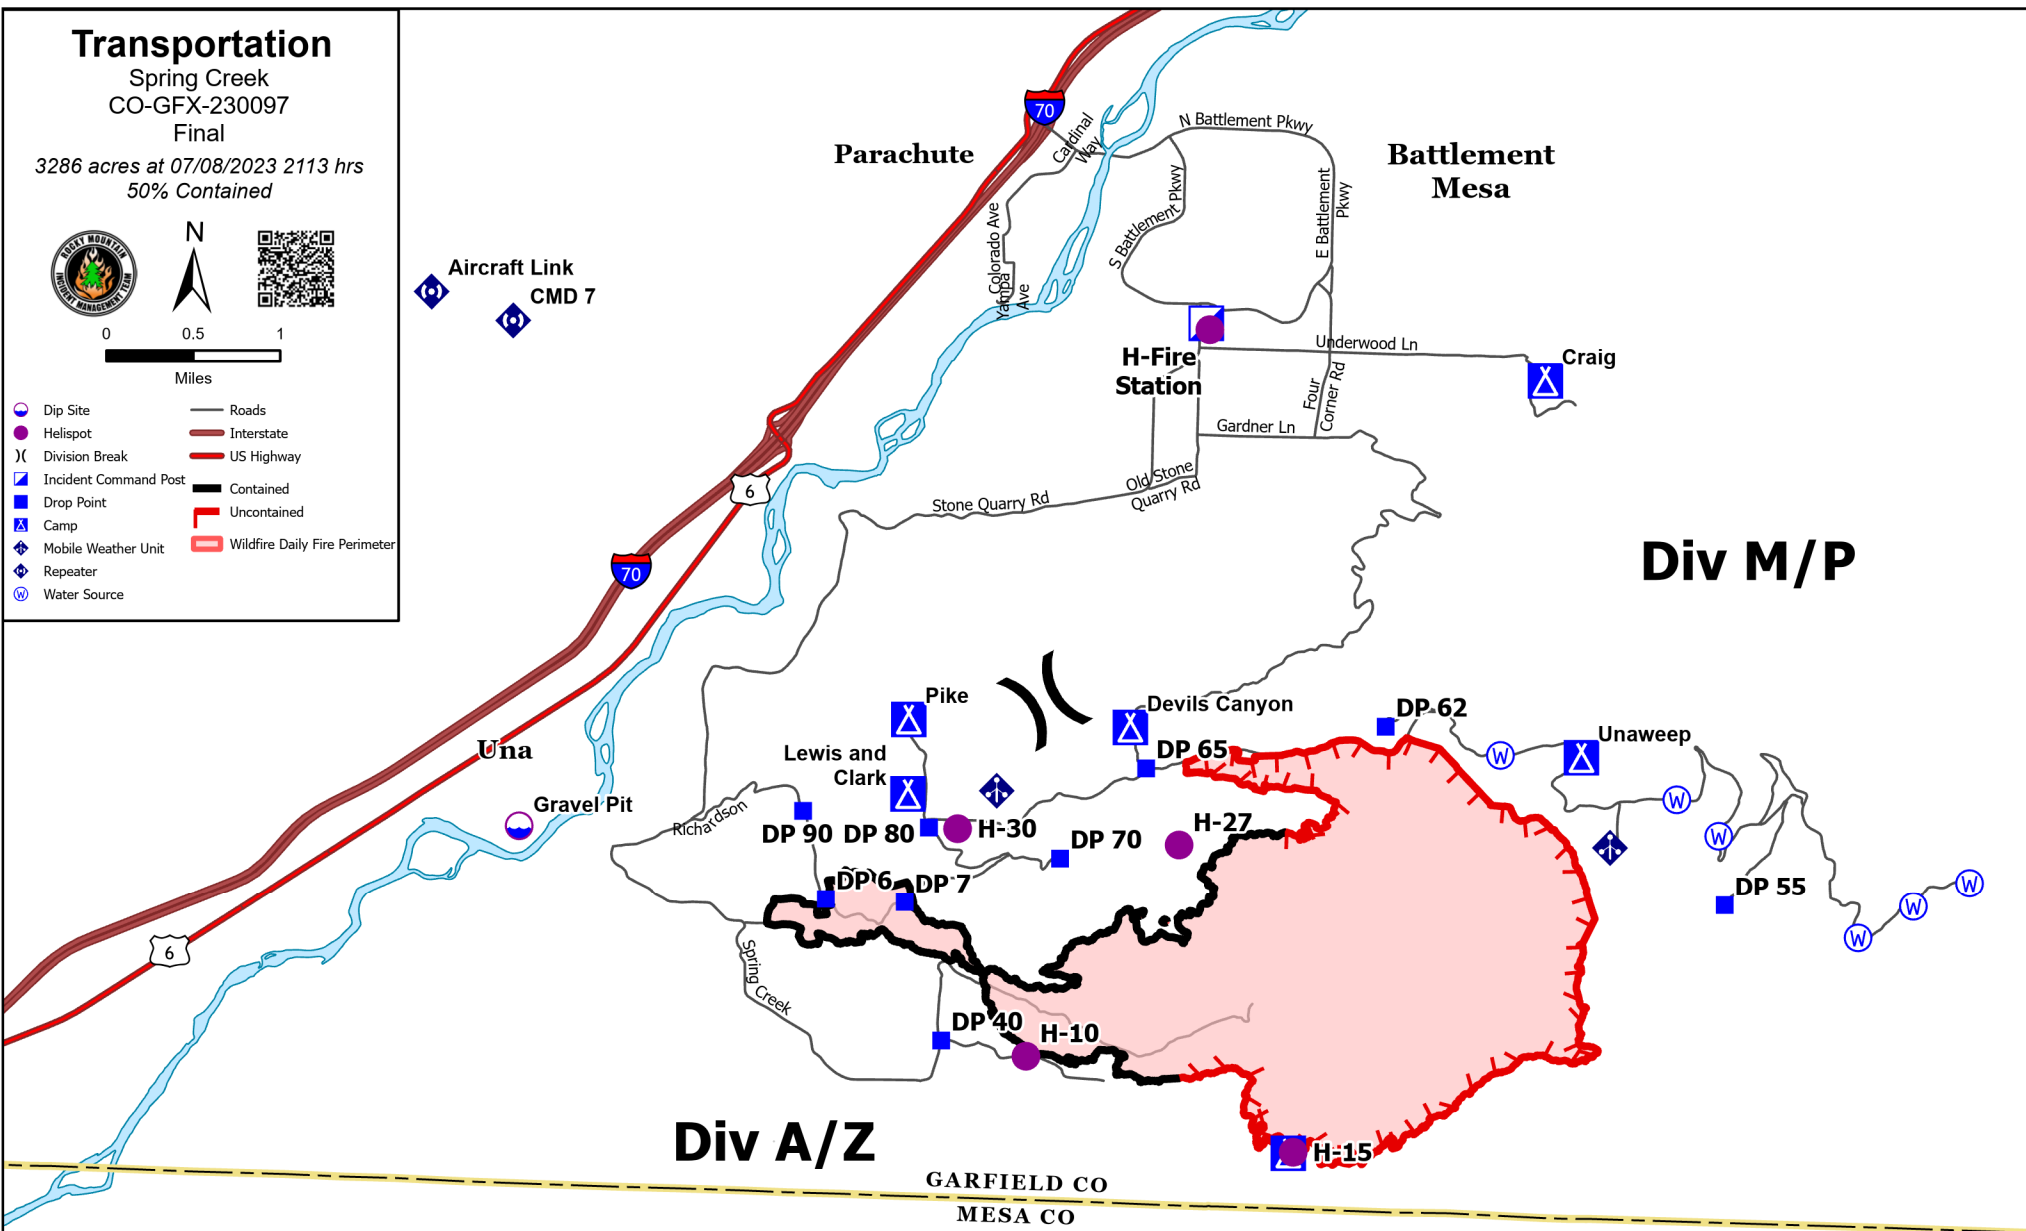 Transportation
Spring Creek
CO-GFX-230097
Final
3286 acres at 07/08/2023 2113 hrs
50% Contained
ROCKY MOUNTAIN
INCIDENT MANAGEMENT TEAM
N
0 0.5 1
Miles
Dip Site
Helispot
Division Break
Incident Command Post
Drop Point
Camp
Mobile Weather Unit
Repeater
W Water Source
Roads
Interstate
US Highway
Contained
Uncontained
Wildfire Daily Fire Perimeter
Aircraft Link
CMD 7
Parachute
70
Cardinal
Way
N Battlement Pkwy
Battlement
Mesa
S Battlement Pkwy
E Battlement
Pkwy
Colorado Ave
Yampa
Ave
H-Fire
Station
Underwood Ln
Craig
Four
Corner Rd
Gardner Ln
Old Stone
Quarry Rd
Stone Quarry Rd
6
70
Div M/P
Pike
Devils Canyon
DP 62
Unaweep
W
Una
Lewis and
Clark
DP 65
Gravel Pit
W
Richardson
DP 90
DP 80
H-30
H-27
W
DP 70
DP 6
DP 7
DP 55
W
W
W
6
Spring Creek
DP 40
H-10
Div A/Z
H-15
GARFIELD CO
MESA CO